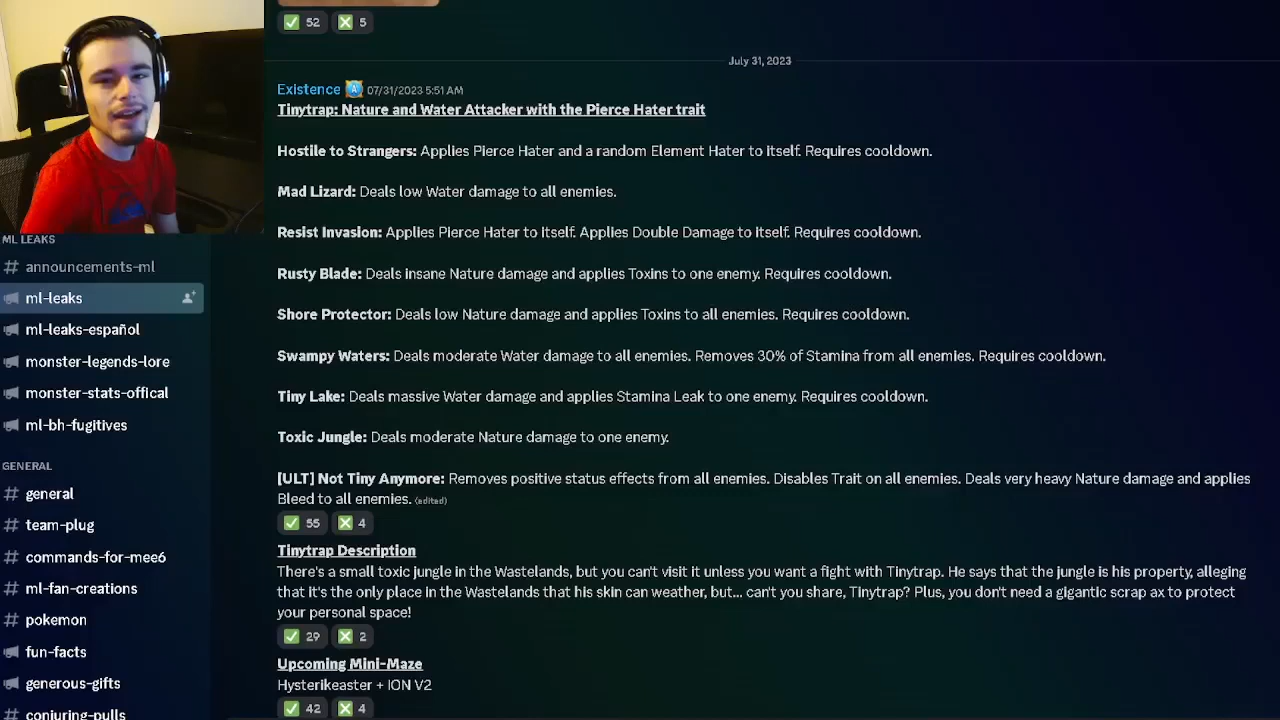 52 5
July 31, 2023
Existence 07/31/2023 5:51 AM
Tinytrap: Nature and Water Attacker with the Pierce Hater trait
Hostile to Strangers: Applies Pierce Hater and a random Element Hater to itself. Requires cooldown.
Mad Lizard: Deals low Water damage to all enemies.
Resist Invasion: Applies Pierce Hater to itself. Applies Double Damage to itself. Requires cooldown.
Rusty Blade: Deals insane Nature damage and applies Toxins to one enemy. Requires cooldown.
Shore Protector: Deals low Nature damage and applies Toxins to all enemies. Requires cooldown.
Swampy Waters: Deals moderate Water damage to all enemies. Removes 30% of Stamina from all enemies. Requires cooldown.
Tiny Lake: Deals massive Water damage and applies Stamina Leak to one enemy. Requires cooldown.
Toxic Jungle: Deals moderate Nature damage to one enemy.
[ULT] Not Tiny Anymore: Removes positive status effects from all enemies. Disables Trait on all enemies. Deals very heavy Nature damage and applies
Bleed to all enemies. (edited)
55 4
Tinytrap Description
There's a small toxic jungle in the Wastelands, but you can't visit it unless you want a fight with Tinytrap. He says that the jungle is his property, alleging
that it's the only place in the Wastelands that his skin can weather, but... can't you share, Tinytrap? Plus, you don't need a gigantic scrap ax to protect
your personal space!
29 2
Upcoming Mini-Maze
Hysterikeaster + ION V2
42 4
ML LEAKS
# announcements-ml
ml-leaks
ml-leaks-español
monster-legends-lore
monster-stats-offical
ml-bh-fugitives
GENERAL
# general
# team-plug
# commands-for-mee6
# ml-fan-creations
# pokemon
# fun-facts
# generous-gifts
# conjuring-pulls